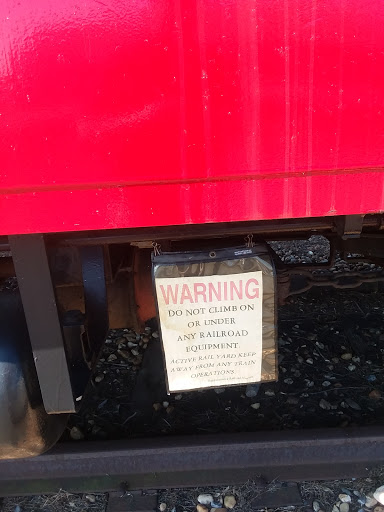 WARNING
DO NOT CLIMB ON
OR UNDER
ANY RAILROAD
EQUIPMENT.
ACTIVE RAIL YARD KEEP
AWAY FROM ANY TRAIN
OPERATIONS.